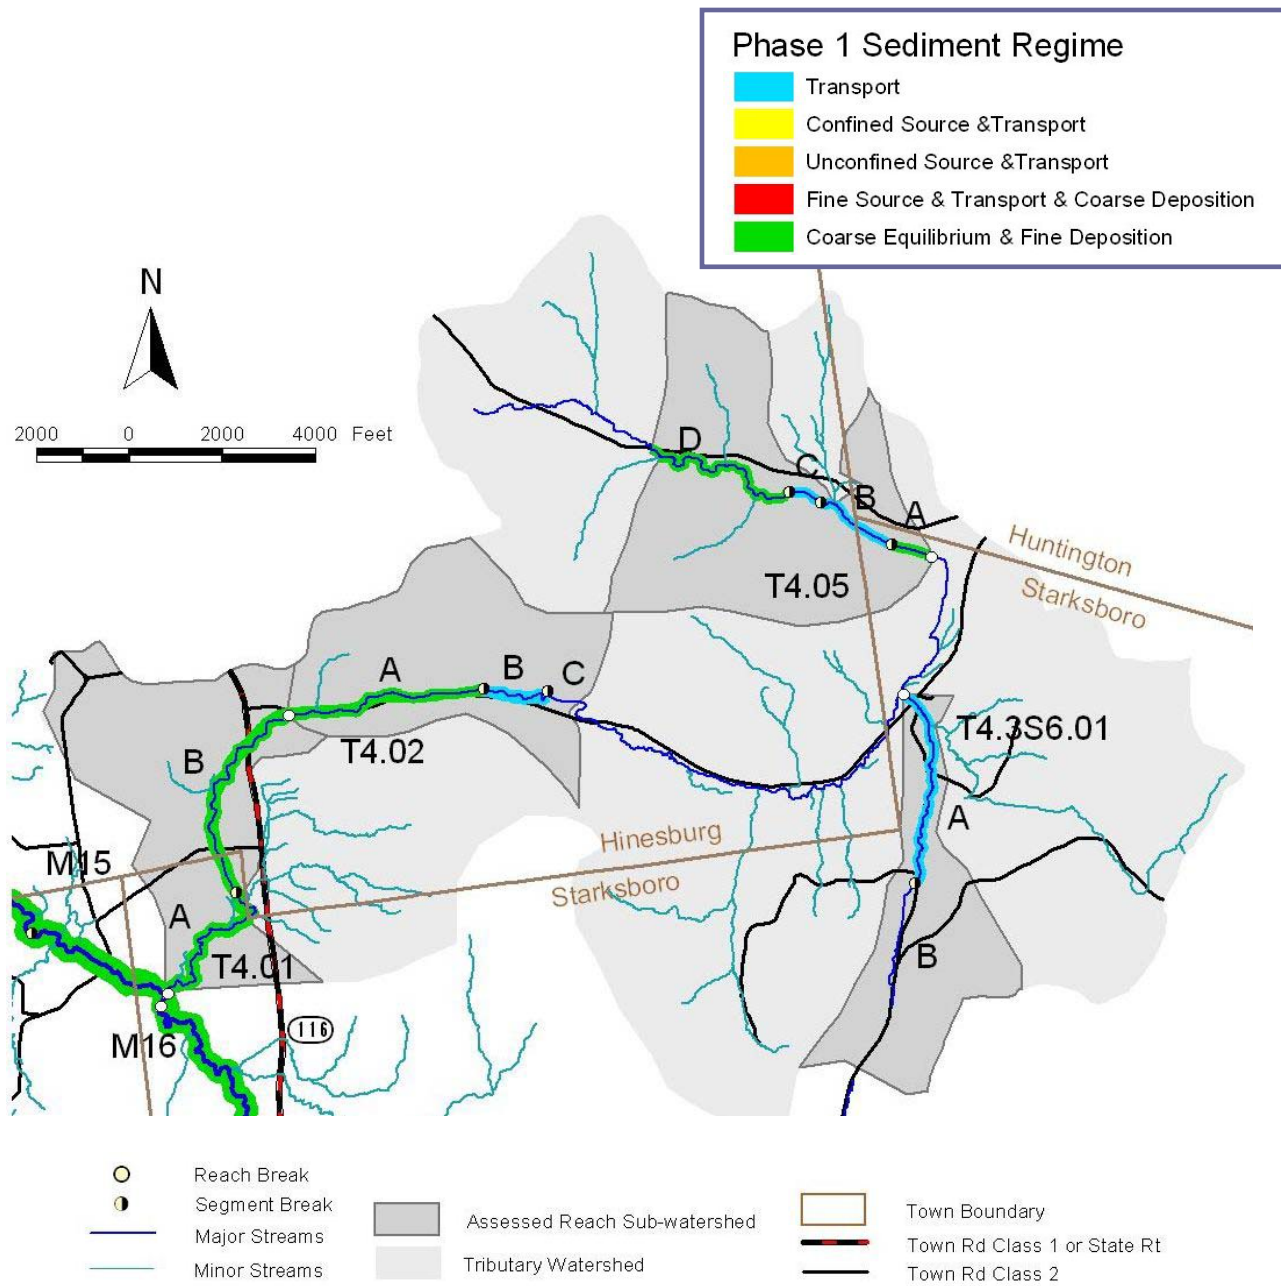 Phase 1 Sediment Regime
Transport
Confined Source &Transport
Unconfined Source &Transport
Fine Source & Transport & Coarse Deposition
Coarse Equilibrium & Fine Deposition
N
2000 0 2000 4000 Feet
D
C
B
A
Huntington
Starksboro
T4.05
A
B
C
T4.02
T4.3S6.01
B
A
Hinesburg
Starksboro
M15
A
T4.01
B
M16
116
Reach Break
Segment Break
Major Streams
Minor Streams
Assessed Reach Sub-watershed
Tributary Watershed
Town Boundary
Town Rd Class 1 or State Rt
Town Rd Class 2